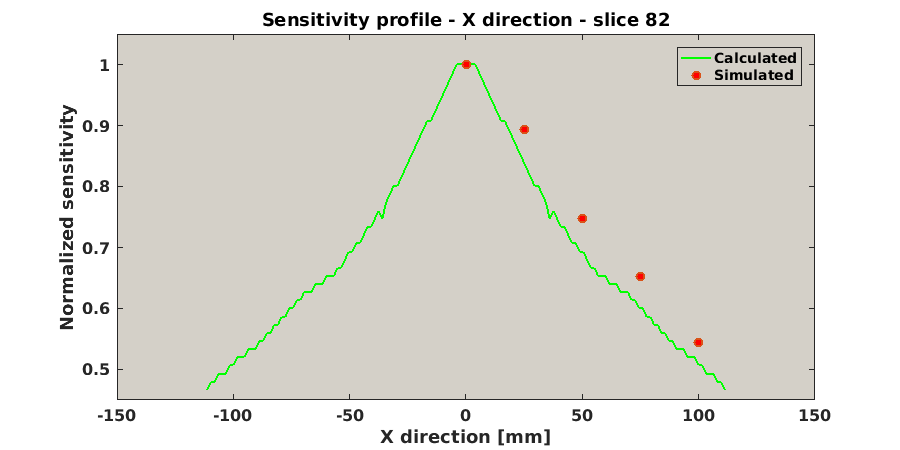 Sensitivity profile - X direction - slice 82
Calculated
Simulated
Normalized sensitivity
1
0.9
0.8
0.7
0.6
0.5
-150 -100 -50 0 50 100 150
X direction [mm]